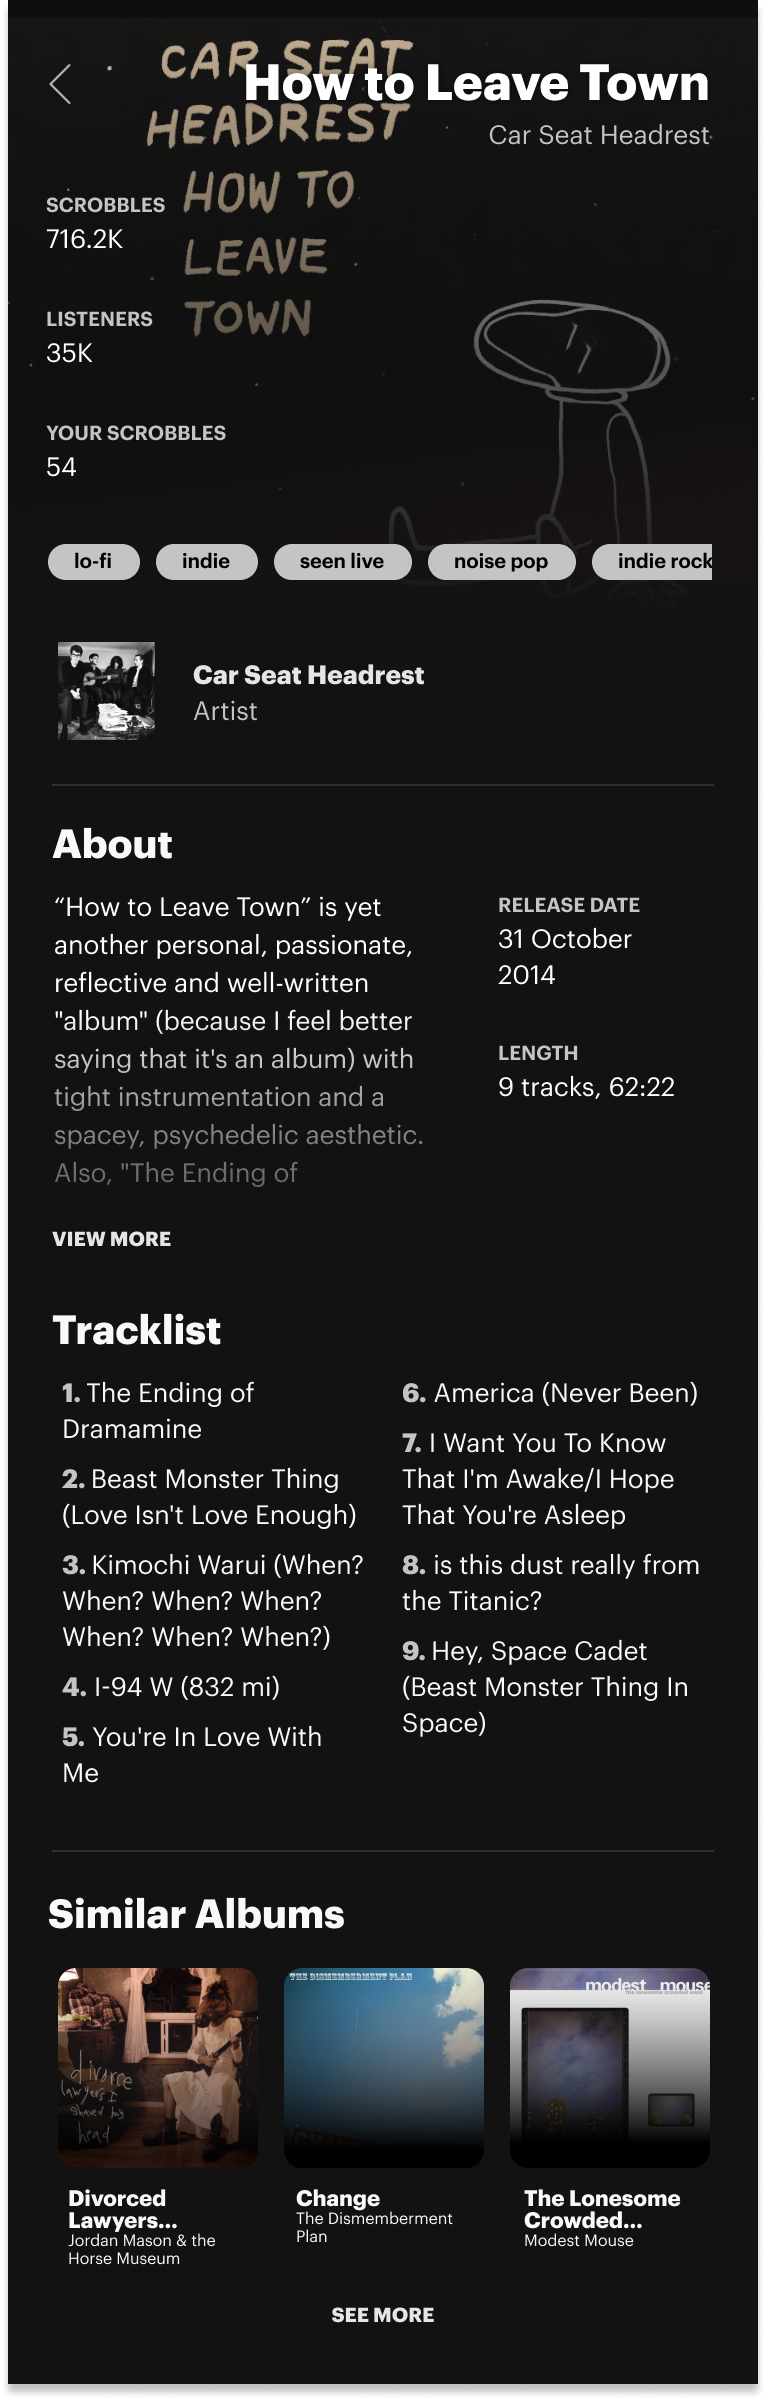 CAR SEAT
HEADREST
HOW TO
LEAVE
TOWN
How to Leave Town
Car Seat Headrest
SCROBBLES
716.2K
LISTENERS
35K
YOUR SCROBBLES
54
lo-fi
indie
seen live
noise pop
indie rock
Car Seat Headrest
Artist
About
“How to Leave Town” is yet
another personal, passionate,
reflective and well-written
"album" (because I feel better
saying that it's an album) with
tight instrumentation and a
spacey, psychedelic aesthetic.
Also, "The Ending of
VIEW MORE
RELEASE DATE
31 October
2014
LENGTH
9 tracks, 62:22
Tracklist
1. The Ending of
Dramamine
2. Beast Monster Thing
(Love Isn't Love Enough)
3. Kimochi Warui (When?
When? When? When?
When? When? When?)
4. I-94 W (832 mi)
5. You're In Love With
Me
6. America (Never Been)
7. I Want You To Know
That I'm Awake/I Hope
That You're Asleep
8. is this dust really from
the Titanic?
9. Hey, Space Cadet
(Beast Monster Thing In
Space)
Similar Albums
divorce
lawyers I
shaved my
head
THE DISMEMBERMENT PLAN
CHANGE
modest mouse
the lonesome crowded west
Divorced
Lawyers...
Jordan Mason & the
Horse Museum
Change
The Dismemberment
Plan
The Lonesome
Crowded...
Modest Mouse
SEE MORE